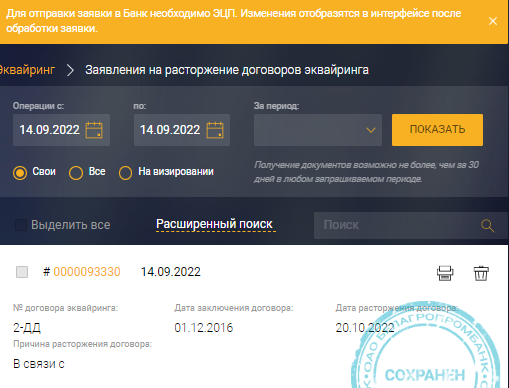 Для отправки заявки в Банк необходимо ЭЦП. Изменения отобразятся в интерфейсе после
обработки заявки.
Эквайринг > Заявления на расторжение договоров эквайринга
Операции с: по: За период:
14.09.2022 14.09.2022 ПОКАЗАТЬ
Свои Все На визировании
Получение документов возможно не более, чем за 30
дней в любом запрашиваемом периоде.
Выделить все Расширенный поиск Поиск
# 0000093330 14.09.2022
№ договора эквайринга: Дата заключения договора: Дата расторжения договора:
2-ДД 01.12.2016 20.10.2022
Причина расторжения договора:
В связи с
ОАО БЕЛАГРОПРОМБАНК
СОХРАНЕН